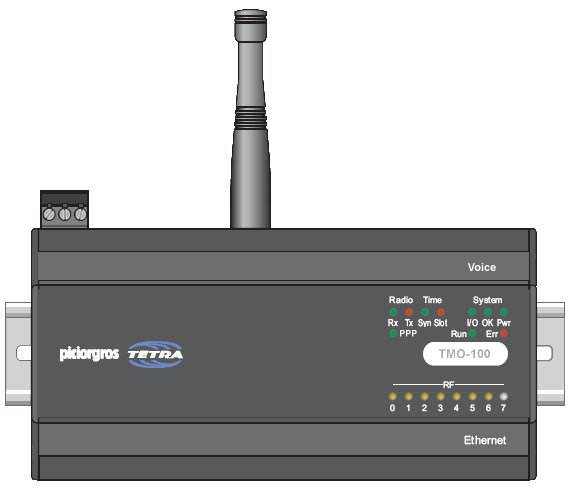 Voice
Radio Time System
Rx Tx Syn Slot I/O OK Pwr
PPP Run Err
piciorgros TETRA TMO-100
RF
0 1 2 3 4 5 6 7
Ethernet